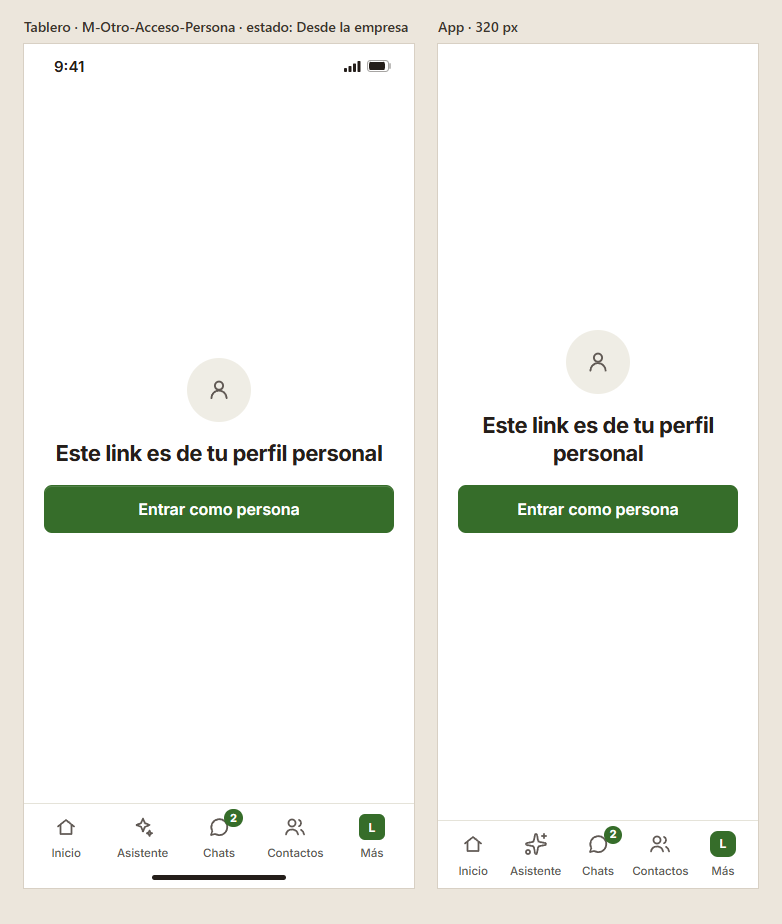 Tablero · M-Otro-Acceso-Persona · estado: Desde la empresa
App · 320 px
9:41
Este link es de tu perfil personal
Entrar como persona
Inicio
Asistente
2
Chats
Contactos
L
Más
Este link es de tu perfil
personal
Entrar como persona
Inicio
Asistente
2
Chats
Contactos
L
Más